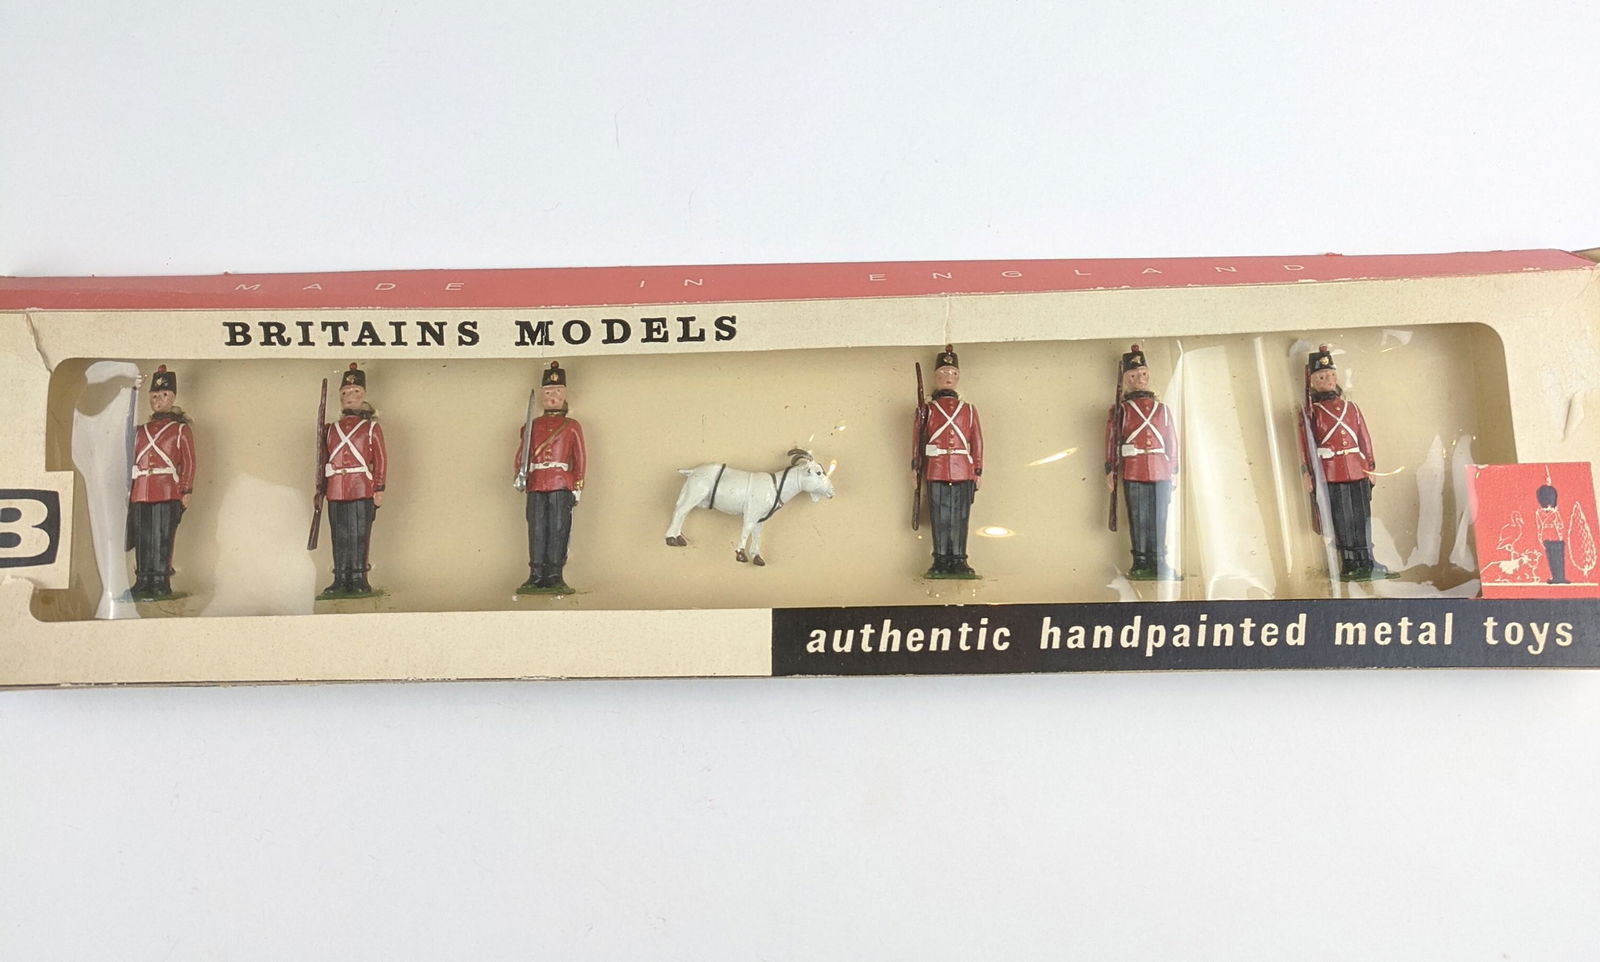 MADE IN ENGLAND
BRITAINS MODELS
B
authentic handpainted metal toys